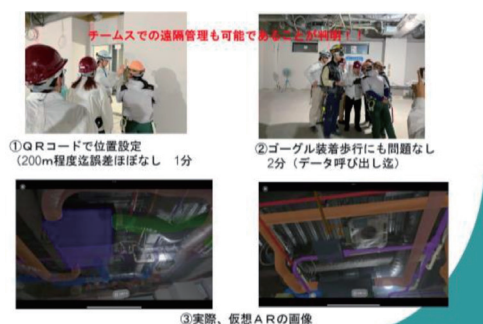 チームスでの遠隔管理も可能であることが判明！！
①QRコードで位置設定
（200m程度迄誤差ほぼなし　1分
②ゴーグル装着歩行にも問題なし
2分（データ呼び出し迄）
③実際、仮想ARの画像